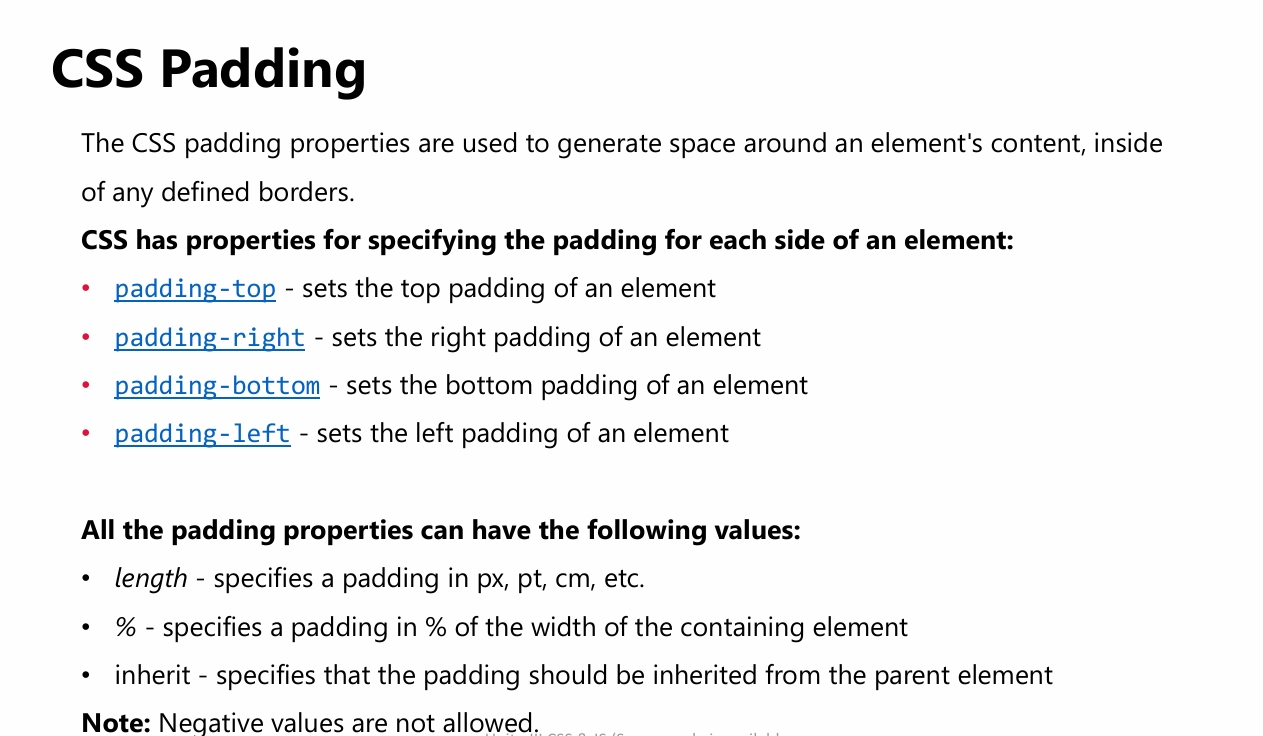 CSS Padding
The CSS padding properties are used to generate space around an element's content, inside
of any defined borders.
CSS has properties for specifying the padding for each side of an element:
• padding-top - sets the top padding of an element
• padding-right - sets the right padding of an element
• padding-bottom - sets the bottom padding of an element
• padding-left - sets the left padding of an element
All the padding properties can have the following values:
• length - specifies a padding in px, pt, cm, etc.
• % - specifies a padding in % of the width of the containing element
• inherit - specifies that the padding should be inherited from the parent element
Note: Negative values are not allowed.